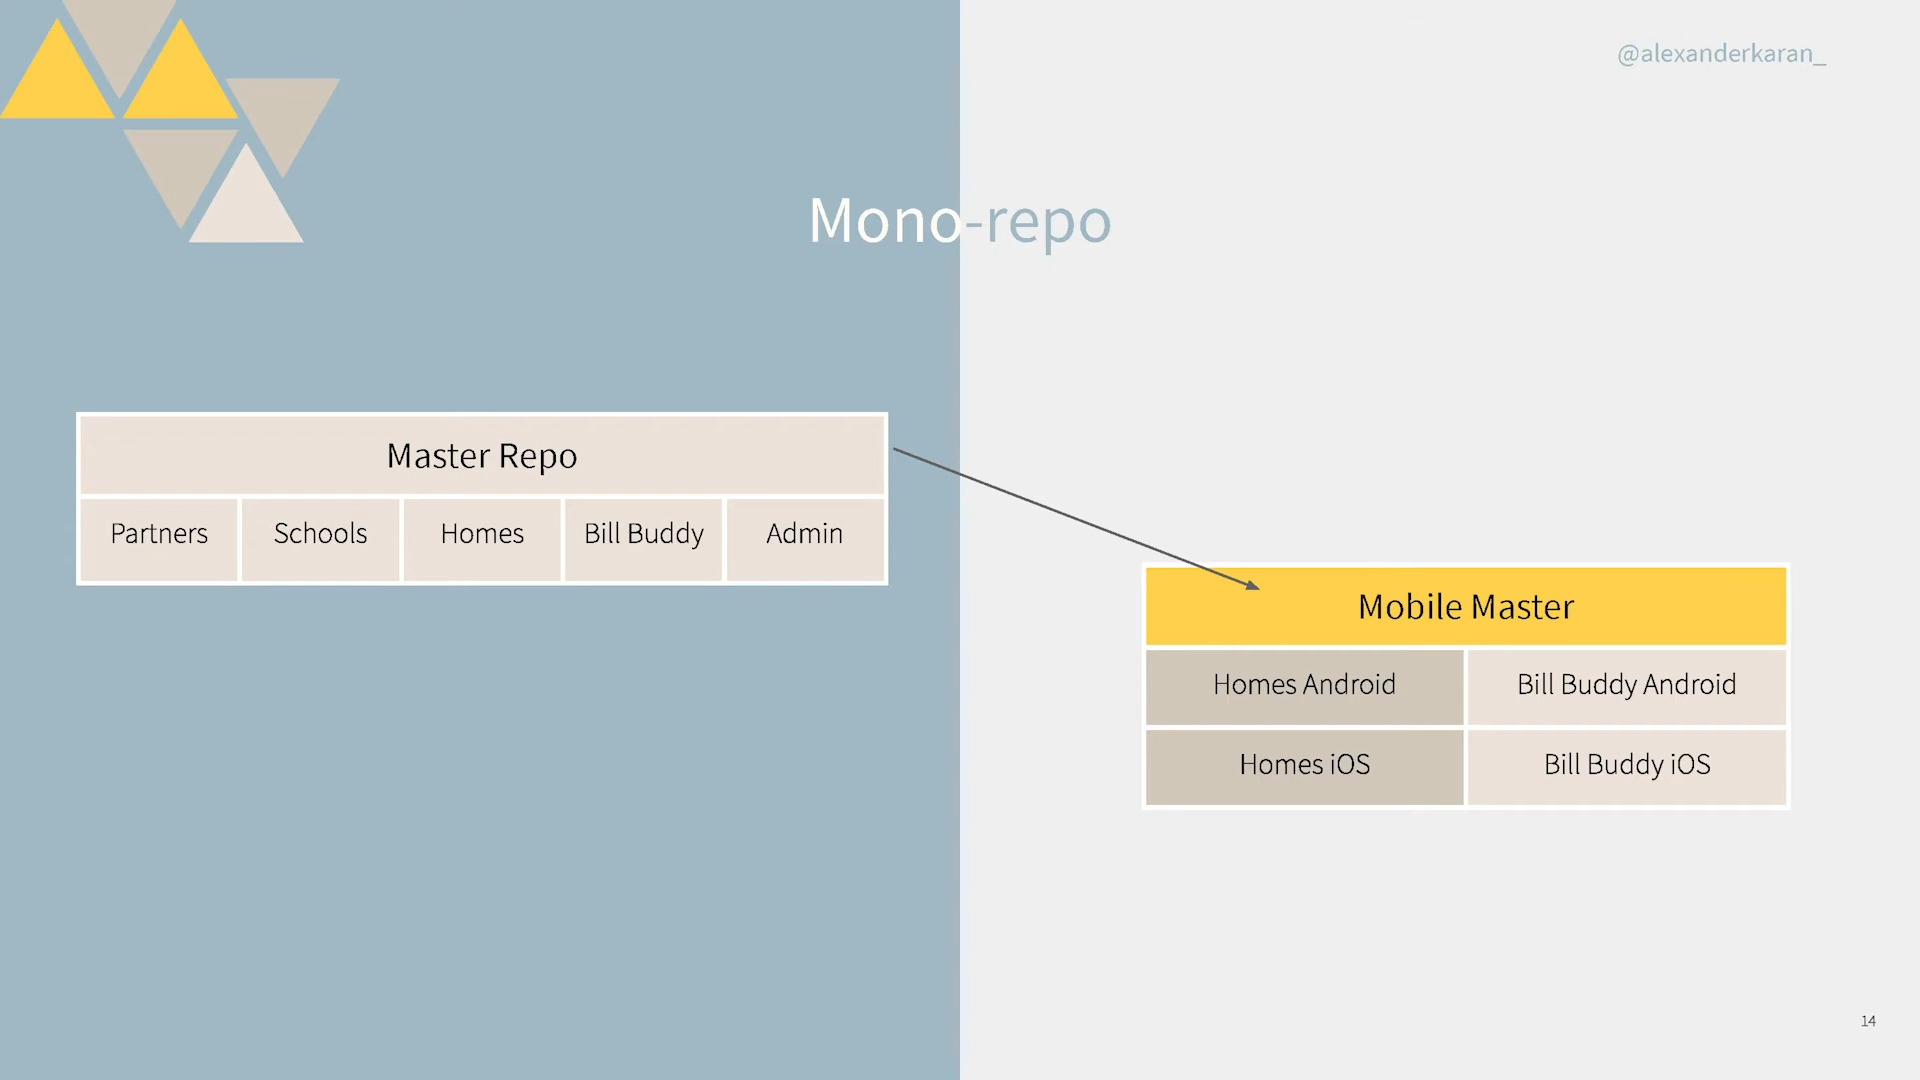 @alexanderkaran_
Mono-repo
Master Repo
Partners Schools Homes Bill Buddy Admin
Mobile Master
Homes Android Bill Buddy Android
Homes iOS Bill Buddy iOS
14